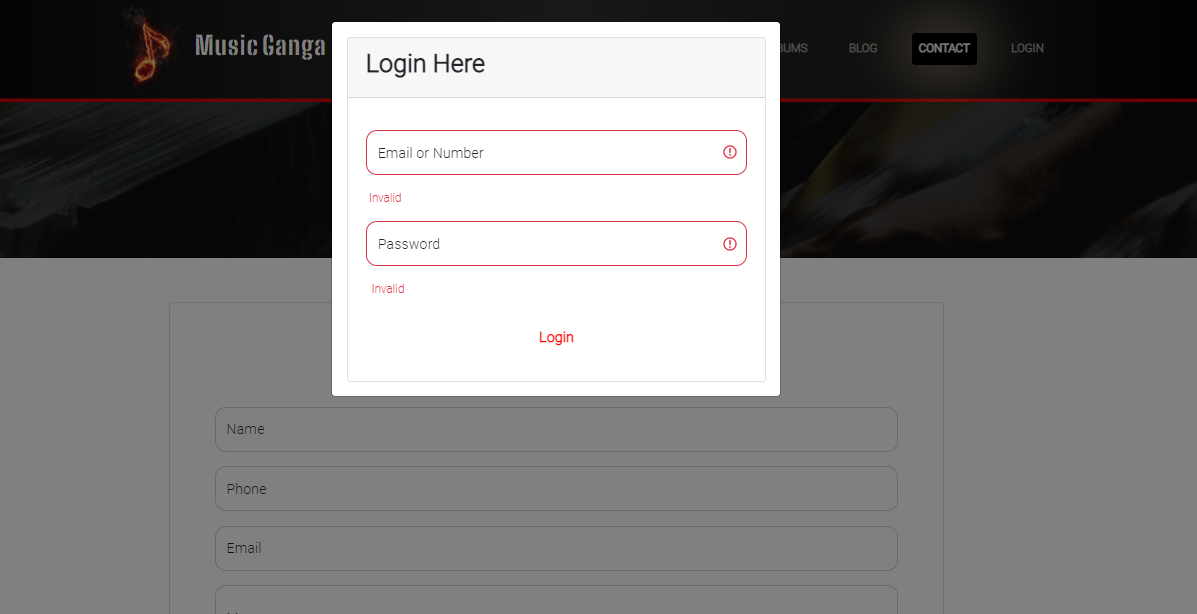 Music Ganga
BUMS
BLOG
CONTACT
LOGIN
Login Here
Email or Number
Invalid
Password
Invalid
Login
Name
Phone
Email